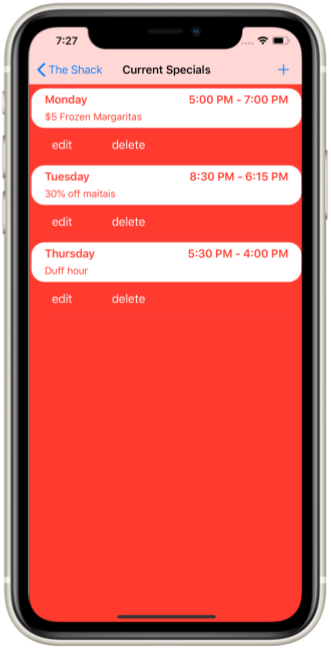 7:27
The Shack Current Specials +
Monday 5:00 PM - 7:00 PM
$5 Frozen Margaritas
edit delete
Tuesday 8:30 PM - 6:15 PM
30% off maitais
edit delete
Thursday 5:30 PM - 4:00 PM
Duff hour
edit delete